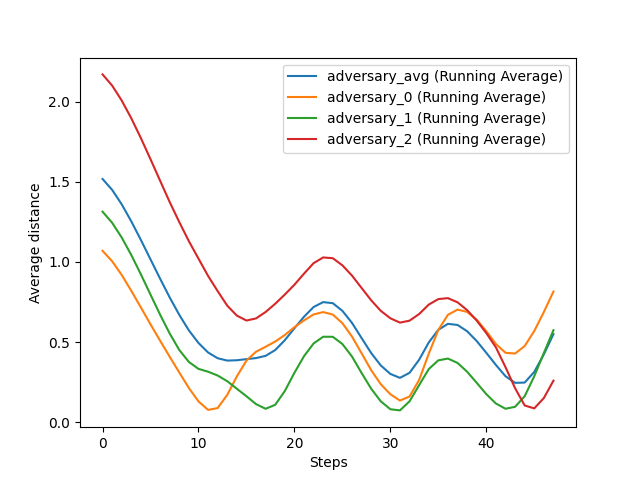 adversary_avg (Running Average)
adversary_0 (Running Average)
adversary_1 (Running Average)
adversary_2 (Running Average)
2.0
1.5
1.0
0.5
0.0
Average distance
0 10 20 30 40
Steps